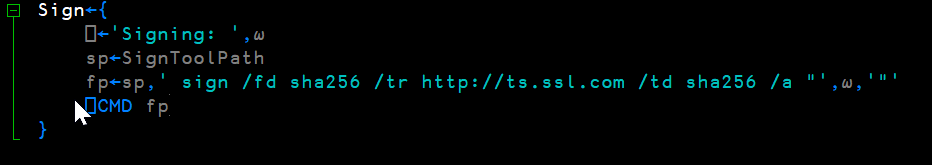 Sign←{
⎕←'Signing: ',⍵
sp←SignToolPath
fp←sp,' sign /fd sha256 /tr http://ts.ssl.com /td sha256 /a "',⍵,'"'
⎕CMD fp
}